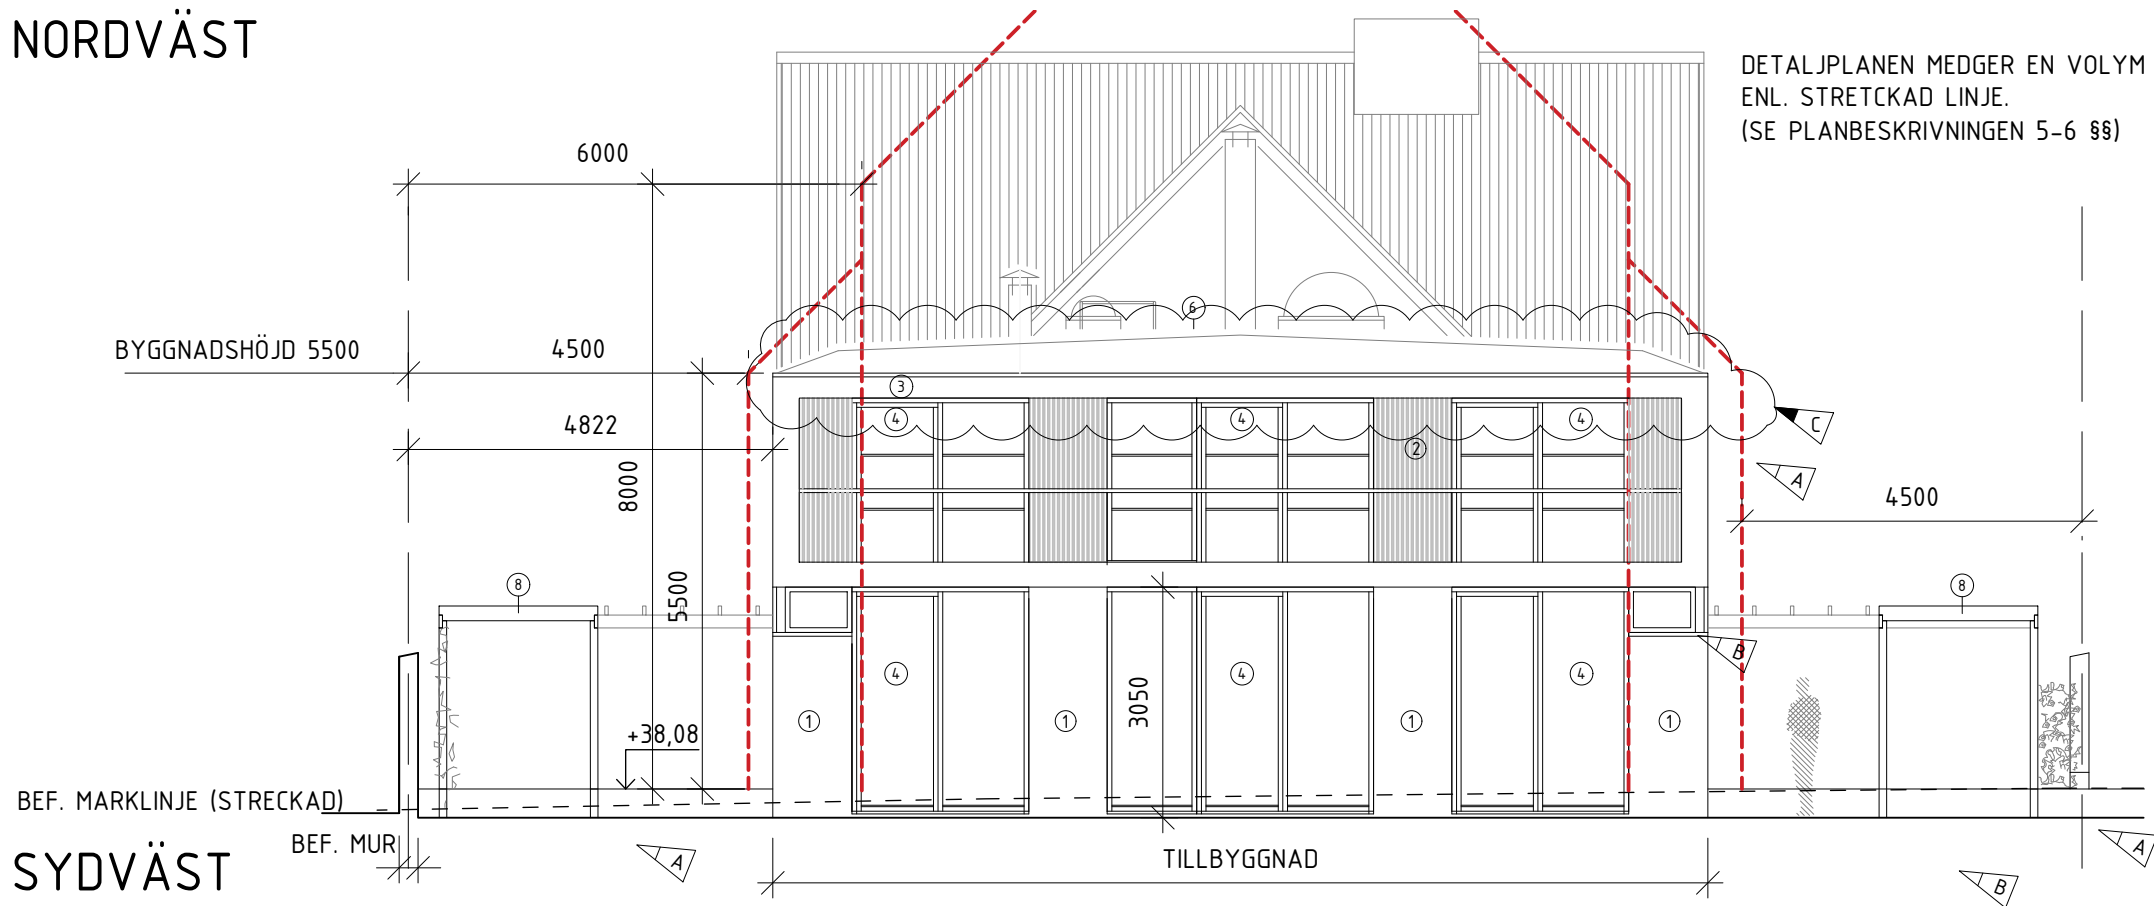 NORDVÄST
DETALJPLANEN MEDGER EN VOLYM
ENL. STRETCKAD LINJE.
(SE PLANBESKRIVNINGEN 5-6 §§)
6000
6
BYGGNADSHÖJD 5500
4500
3
4
4
4
C
4822
2
8000
A
4500
5500
8
8
B
4
4
4
3050
1
1
1
1
+38,08
BEF. MARKLINJE (STRECKAD)
BEF. MUR
A
TILLBYGGNAD
A
B
SYDVÄST